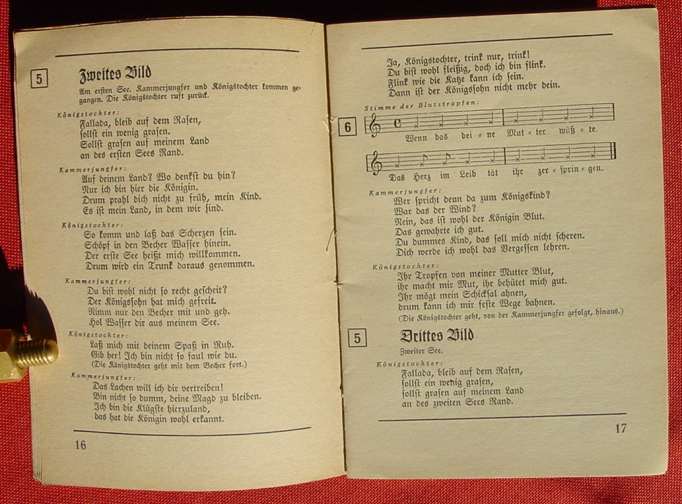 5
Zweites Bild
Am ersten See. Kammerjungfer und Königstochter kommen ge-
gangen. Die Königstochter ruft zurück.
Königstochter:
Fallada, bleib auf dem Rasen,
sollst ein wenig grasen.
Sollst grasen auf meinem Land
an des ersten Sees Rand.
Kammerjungfer:
Auf deinem Land? Wo denkst du hin?
Nur ich bin hier die Königin.
Drum prahl dich nicht zu früh, mein Kind.
Es ist mein Land, in dem wir sind.
Königstochter:
So komm und laß das Scherzen sein.
Schöpf in den Becher Wasser hinein.
Der erste See heißt mich willkommen.
Drum wird ein Trunk daraus genommen.
Kammerjungfer:
Du bist wohl nicht so recht gescheit?
Der Königssohn hat mich gefreit.
Nimm nur den Becher mit und geh.
Hol Wasser dir aus meinem See.
Königstochter:
Laß mich mit deinem Spaß in Ruh.
Gib her! Ich bin nicht so faul wie du.
(Die Königstochter geht mit dem Becher fort.)
Kammerjungfer:
Das Lachen will ich dir vertreiben!
Bin nicht so dumm, deine Magd zu bleiben.
Ich bin die Klügste hierzuland,
das hat die Königin wohl erkannt.
16
Ja, Königstochter, trink nur, trink!
Du bist wohl fleißig, doch ich bin flink.
Flink wie die Katze kann ich sein.
Dann ist der Königssohn nicht mehr dein.
Stimme der Blutstropfen:
6
Wenn das dei-ne Mut-ter wüß-te.
Das Herz im Leib tät ihr zer-sprin-gen.
Kammerjungfer:
Wer spricht denn da zum Königskind?
War das der Wind?
Nein, das ist wohl der Königin Blut.
Das gewahrte ich gut.
Du dummes Kind, das soll mich nicht scheren.
Dich werde ich wohl das Vergessen lehren.
Königstochter:
Ihr Tropfen von meiner Mutter Blut,
ihr macht mir Mut, ihr behütet mich gut.
Ihr mögt mein Schicksal ahnen,
drum kann ich mir feste Wege bahnen.
(Die Königstochter geht, von der Kammerjungfer gefolgt, hinaus.)
5
Drittes Bild
Zweiter See.
Königstochter:
Fallada, bleib auf dem Rasen,
sollst ein wenig grasen,
sollst grasen auf meinem Land
an des zweiten Sees Rand.
17